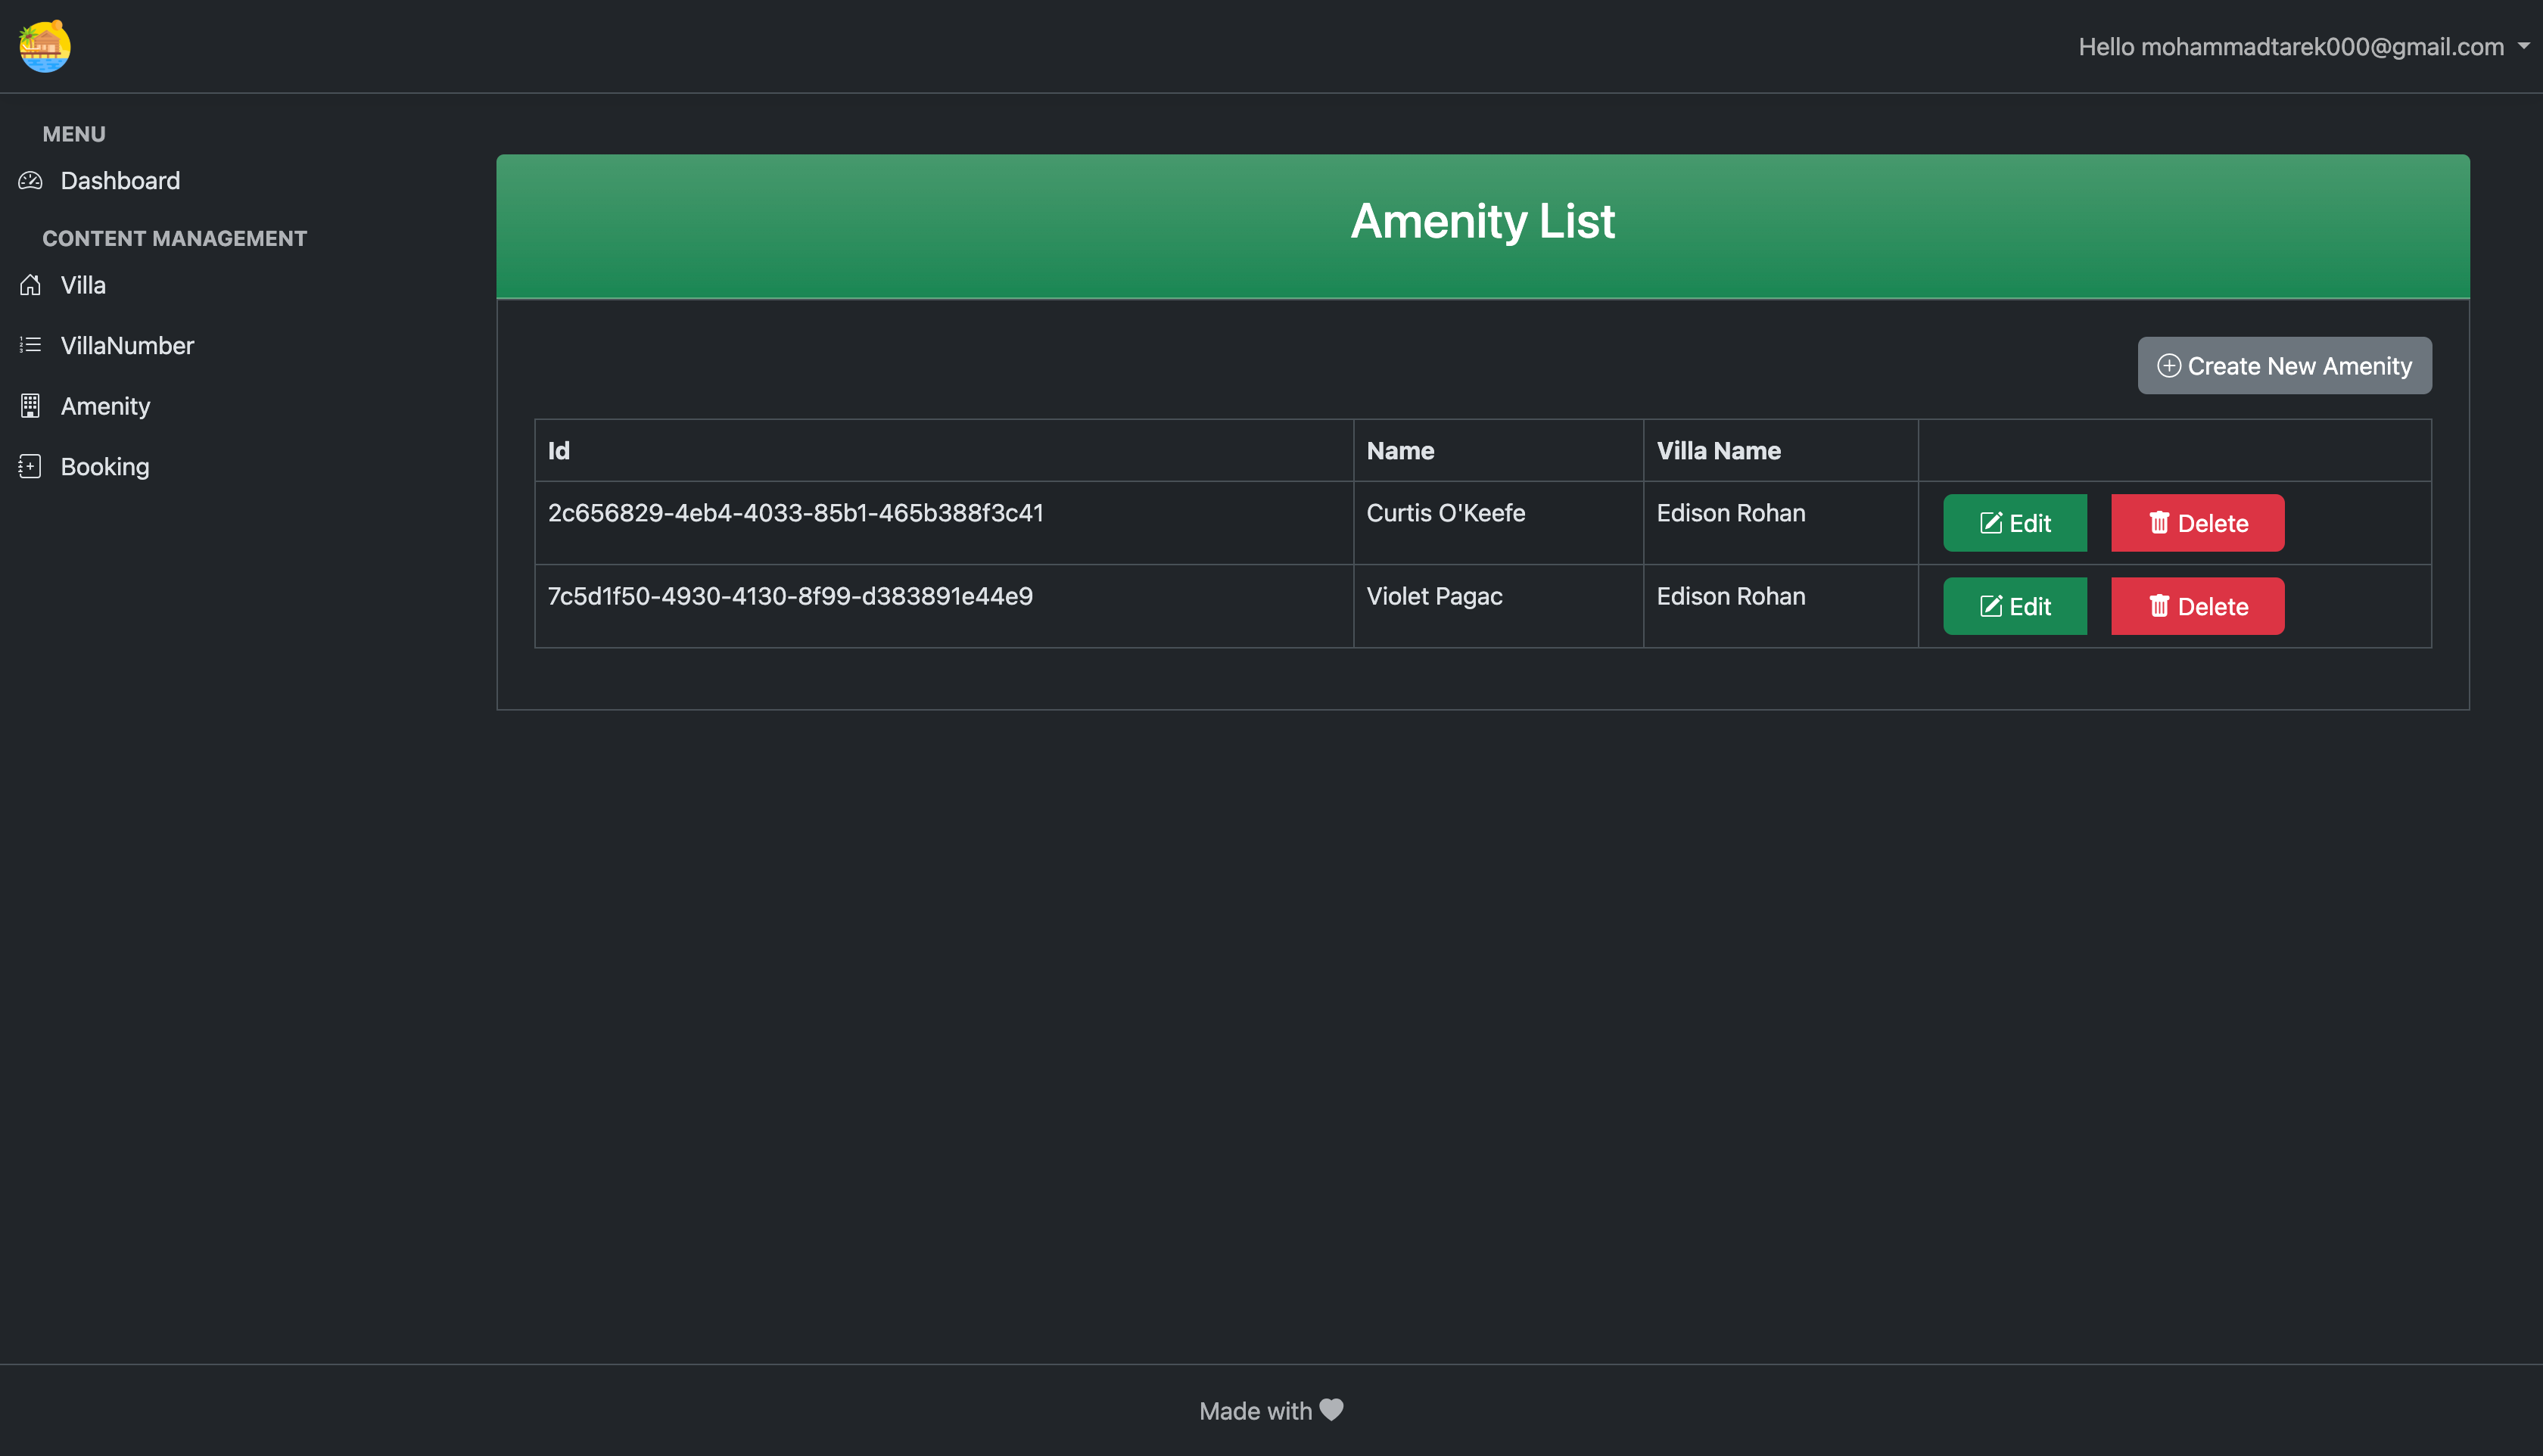 Hello mohammadtarek000@gmail.com
MENU
Dashboard
CONTENT MANAGEMENT
Villa
VillaNumber
Amenity
Booking
Amenity List
Create New Amenity
Id Name Villa Name
2c656829-4eb4-4033-85b1-465b388f3c41 Curtis O'Keefe Edison Rohan Edit Delete
7c5d1f50-4930-4130-8f99-d383891e44e9 Violet Pagac Edison Rohan Edit Delete
Made with